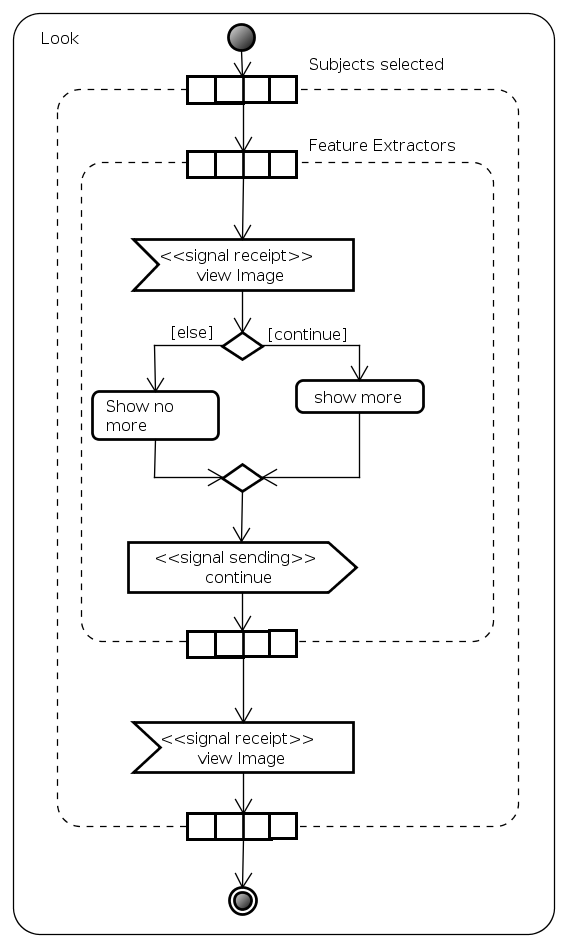 Look
Subjects selected
Feature Extractors
<<signal receipt>>
view Image
[else]
[continue]
Show no
more
show more
<<signal sending>>
continue
<<signal receipt>>
view Image